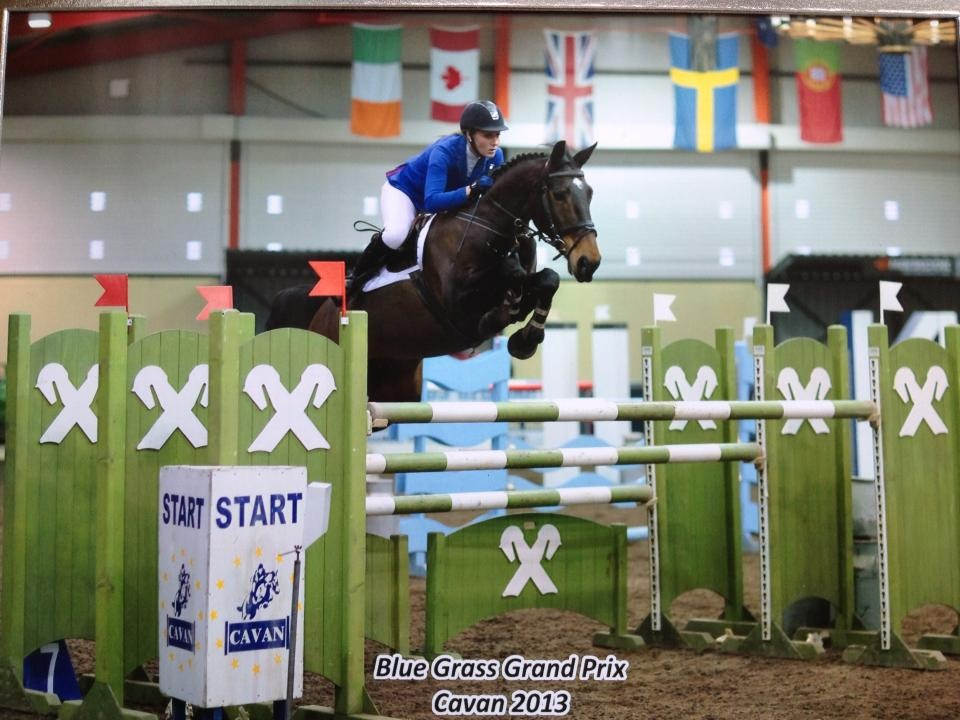 START START
CAVAN CAVAN
7
Blue Grass Grand Prix
Cavan 2013